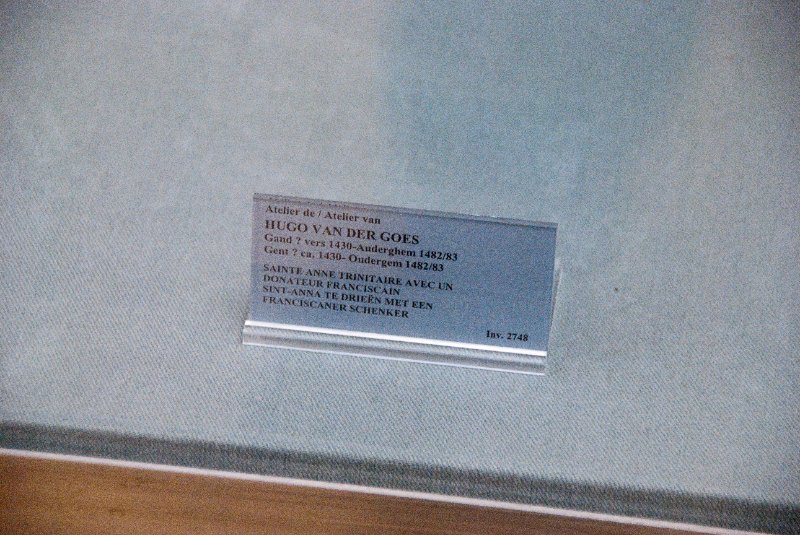 Atelier de / Atelier van
HUGO VAN DER GOES
Gand ? vers 1430-Auderghem 1482/83
Gent ? ca. 1430- Oudergem 1482/83
SAINTE ANNE TRINITAIRE AVEC UN
DONATEUR FRANCISCAIN
SINT-ANNA TE DRIEËN MET EEN
FRANCISCANER SCHENKER
Inv. 2748